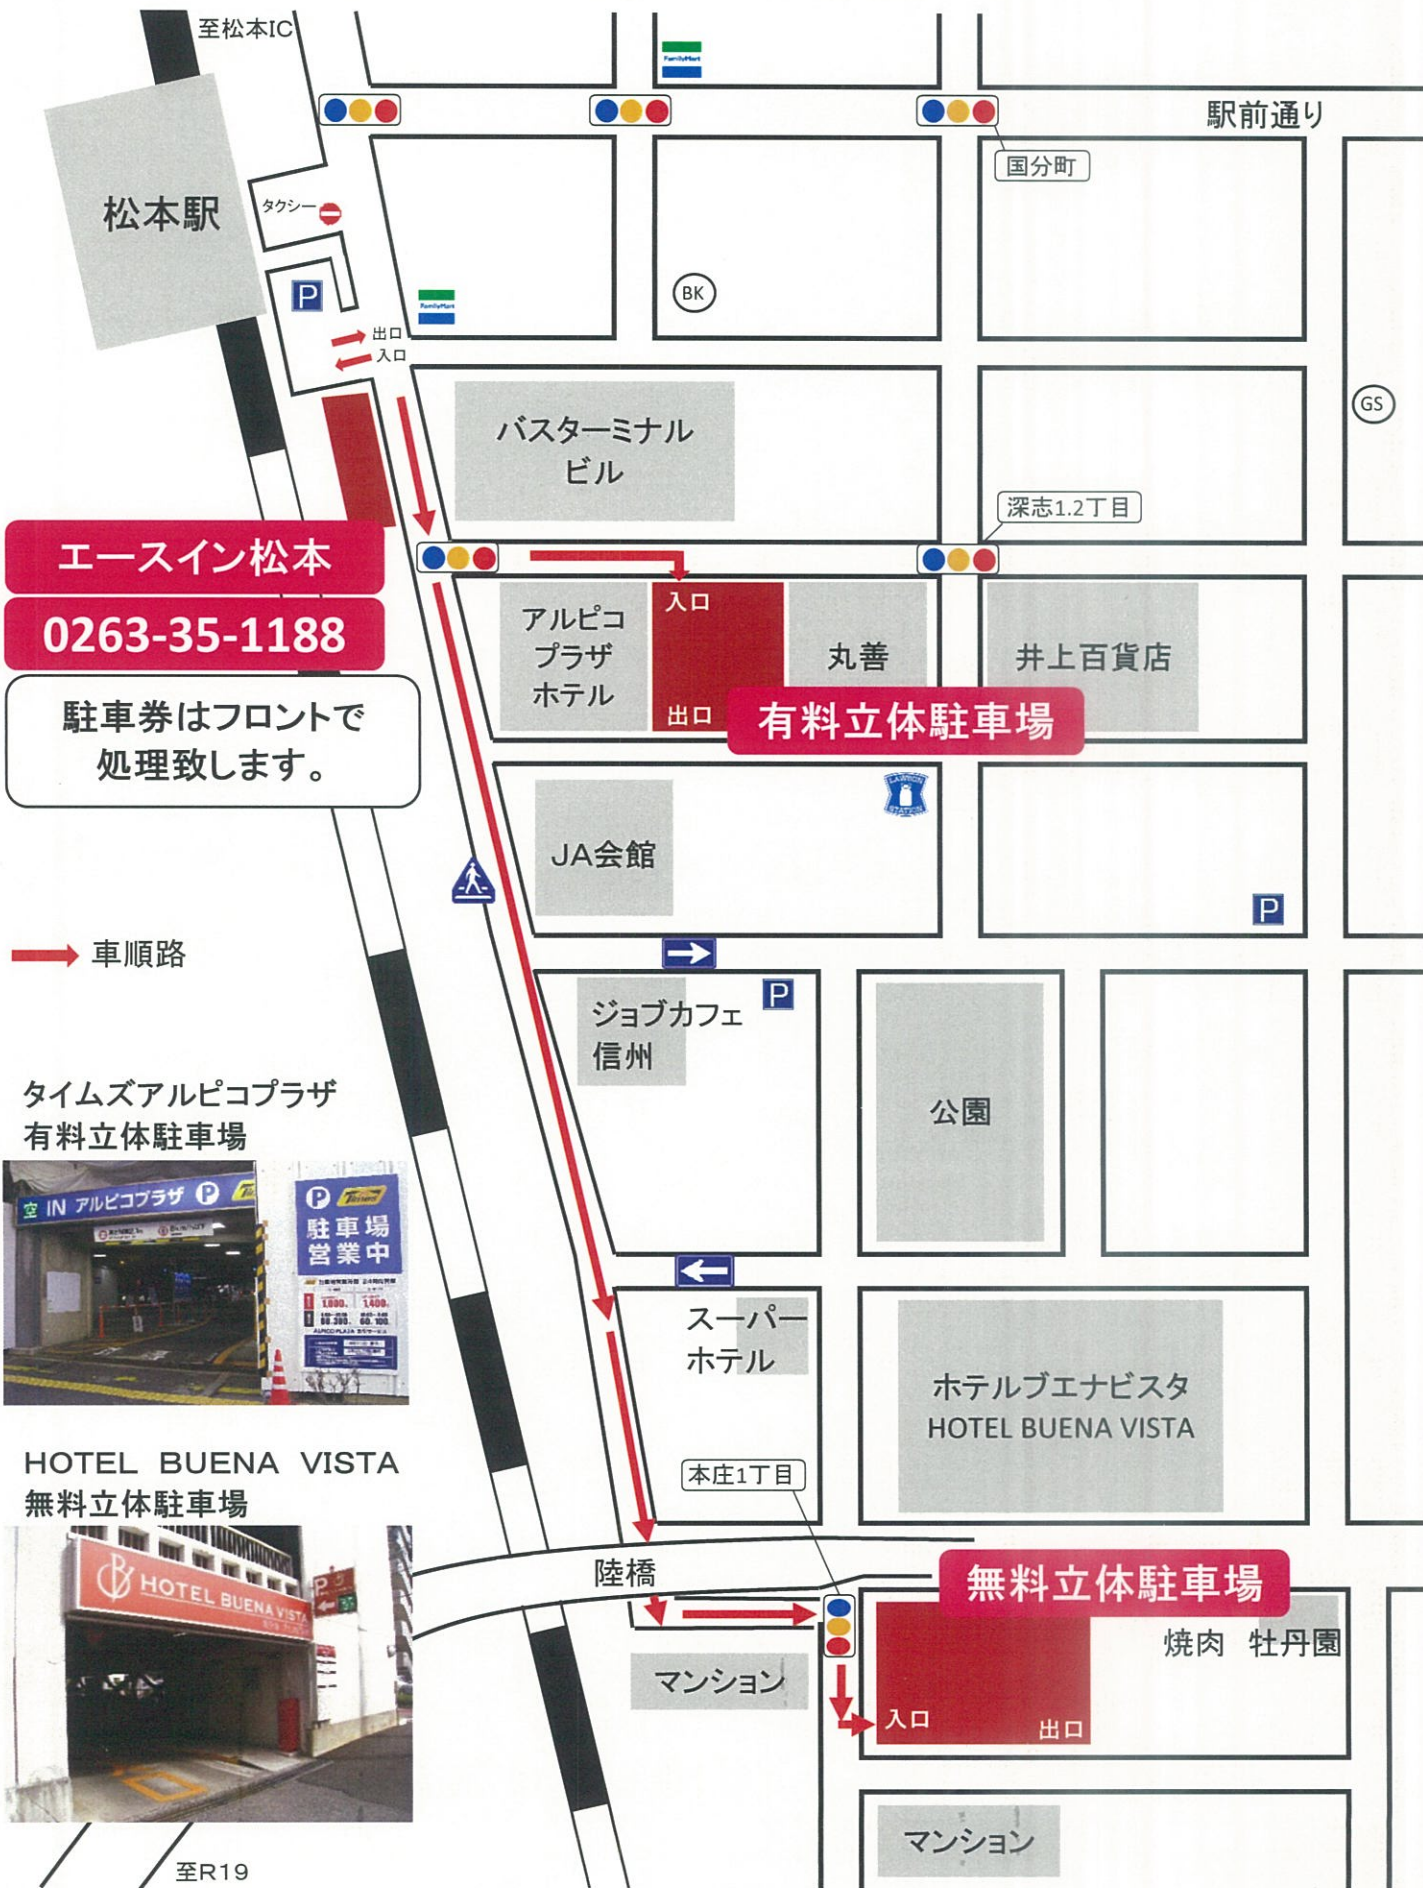 至松本IC
FamilyMart
駅前通り
国分町
松本駅
タクシー
P
FamilyMart
BK
出口
入口
GS
バスターミナル
ビル
深志1.2丁目
エースイン松本
0263-35-1188
駐車券はフロントで
処理致します。
アルピコ
プラザ
ホテル
入口
出口
丸善
井上百貨店
有料立体駐車場
LAWSON
STATION
JA会館
P
車順路
ジョブカフェ
信州
P
公園
タイムズアルピコプラザ
有料立体駐車場
空 IN アルピコプラザ P
P Times
駐車場
営業中
スーパー
ホテル
ホテルブエナビスタ
HOTEL BUENA VISTA
HOTEL BUENA VISTA
無料立体駐車場
本庄1丁目
HOTEL BUENA VISTA
P
陸橋
無料立体駐車場
焼肉 牡丹園
マンション
入口
出口
マンション
至R19